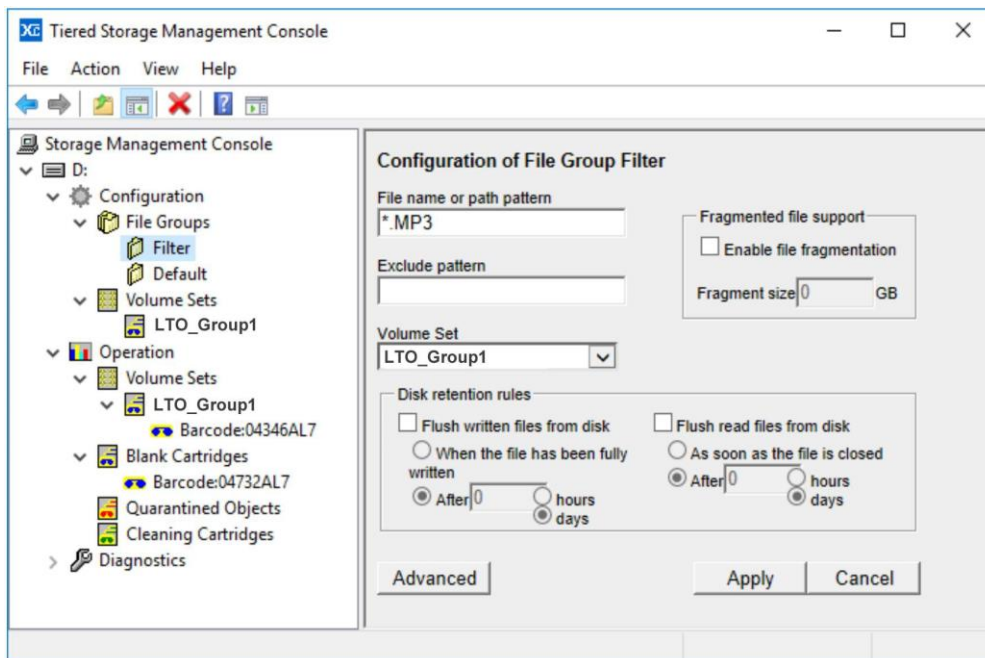 XC Tiered Storage Management Console
File Action View Help
Storage Management Console
D:
Configuration
File Groups
Filter
Default
Volume Sets
LTO_Group1
Operation
Volume Sets
LTO_Group1
Barcode:04346AL7
Blank Cartridges
Barcode:04732AL7
Quarantined Objects
Cleaning Cartridges
Diagnostics
Configuration of File Group Filter
File name or path pattern
*.MP3
Exclude pattern
Volume Set
LTO_Group1
Fragmented file support
Enable file fragmentation
Fragment size 0 GB
Disk retention rules
Flush written files from disk
When the file has been fully
written
After 0 hours
days
Flush read files from disk
As soon as the file is closed
After 0 hours
days
Advanced Apply Cancel